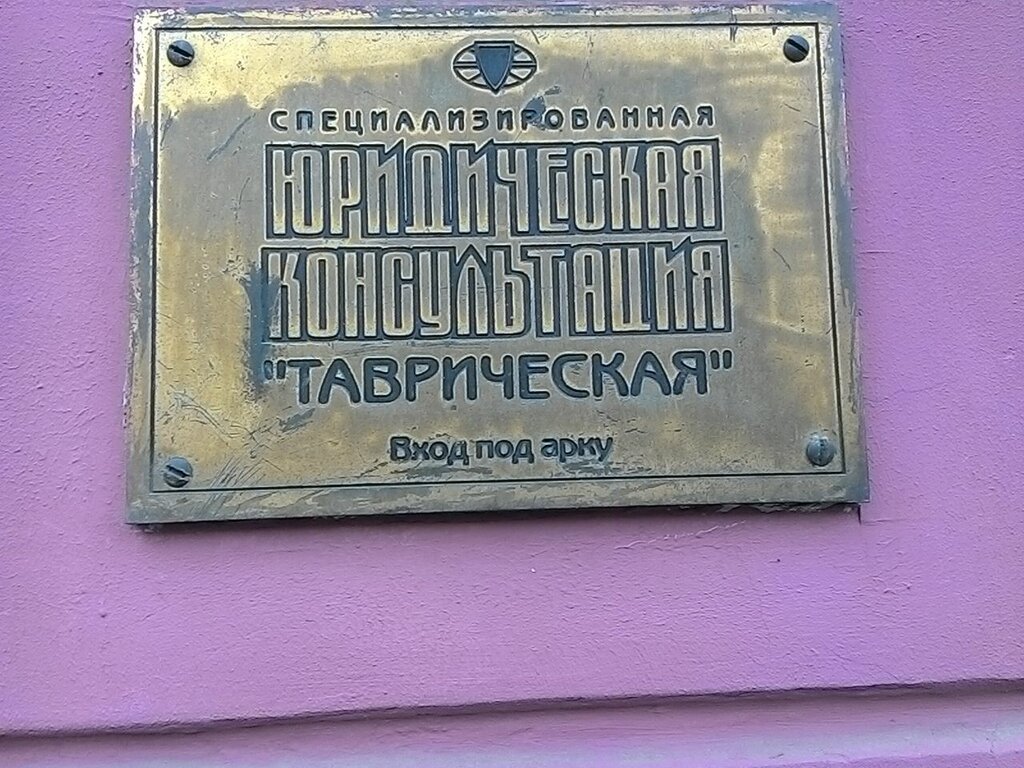 СПЕЦИАЛИЗИРОВАННАЯ
ЮРИДИЧЕСКАЯ
КОНСУЛЬТАЦИЯ
"ТАВРИЧЕСКАЯ"
Вход под арку